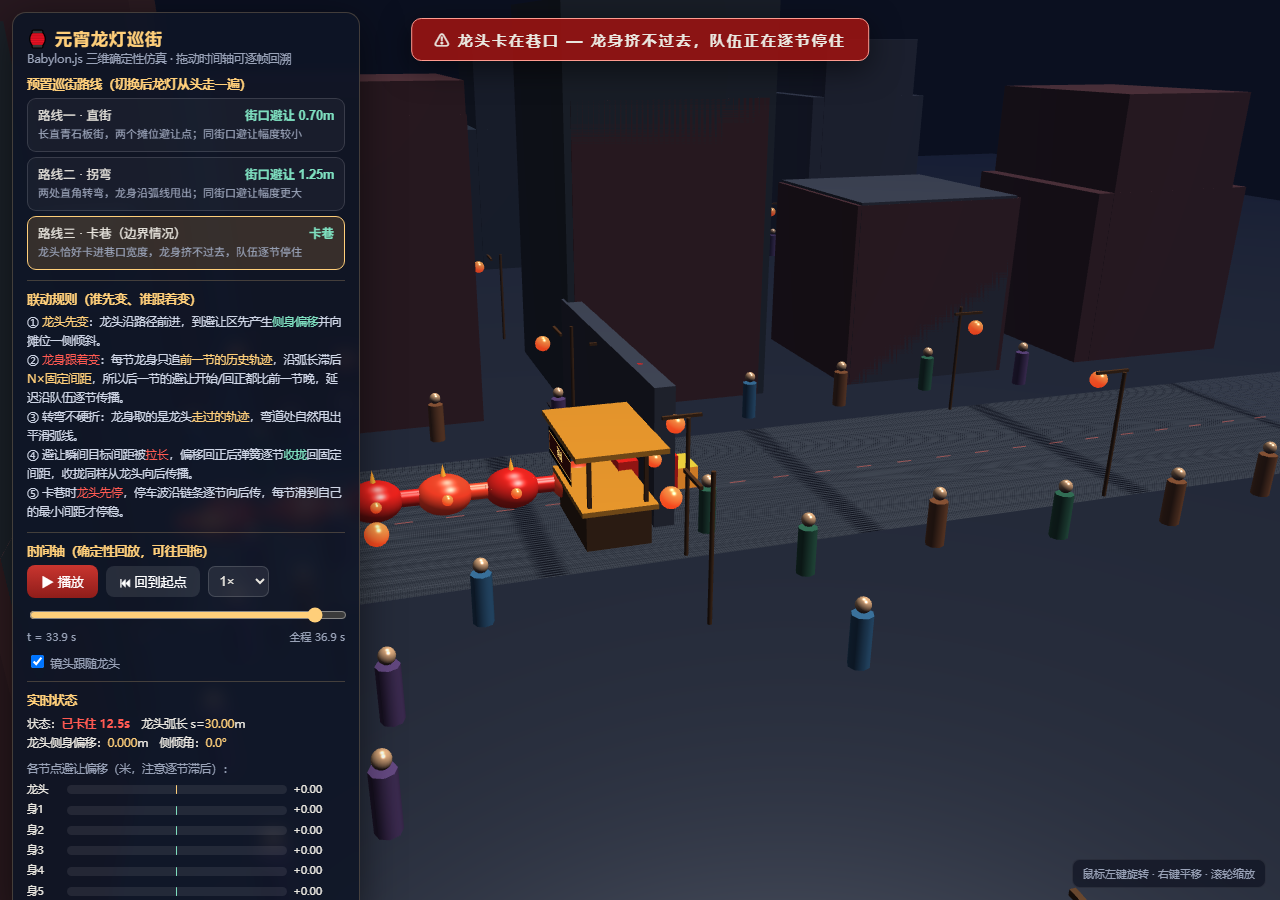 元宵龙灯巡街
Babylon.js 三维确定性仿真 · 拖动时间轴可逐帧回溯
预置巡街路线（切换后龙灯从头走一遍）
路线一 · 直街 街口避让 0.70m
长直青石板街，两个摊位避让点；同街口避让幅度较小
路线二 · 拐弯 街口避让 1.25m
两处直角转弯，龙身沿弧线甩出；同街口避让幅度更大
路线三 · 卡巷（边界情况） 卡巷
龙头恰好卡进巷口宽度，龙身挤不过去，队伍逐节停住
联动规则（谁先变、谁跟着变）
① 龙头先变：龙头沿路径前进，到避让区先产生侧身偏移并向
摊位一侧倾斜。
② 龙身跟着变：每节龙身只追前一节的历史轨迹，沿弧长滞后
N×固定间距，所以后一节的避让开始/回正都比前一节晚，延
迟沿队伍逐节传播。
③ 转弯不硬折：龙身取的是龙头走过的轨迹，弯道处自然甩出
平滑弧线。
④ 避让瞬间目标间距被拉长，偏移回正后弹簧逐节收拢回固定
间距，收拢同样从龙头向后传播。
⑤ 卡巷时龙头先停，停车波沿链条逐节向后传，每节滑到自己
的最小间距才停稳。
时间轴（确定性回放，可往回拖）
▶ 播放 ⏮ 回到起点 1×
t = 33.9 s 全程 36.9 s
镜头跟随龙头
实时状态
状态：已卡住 12.5s 龙头弧长 s=30.00m
龙头侧身偏移：0.000m 侧倾角：0.0°
各节点避让偏移（米，注意逐节滞后）：
龙头 +0.00
身1 +0.00
身2 +0.00
身3 +0.00
身4 +0.00
身5 +0.00
⚠ 龙头卡在巷口 — 龙身挤不过去，队伍正在逐节停住
鼠标左键旋转 · 右键平移 · 滚轮缩放